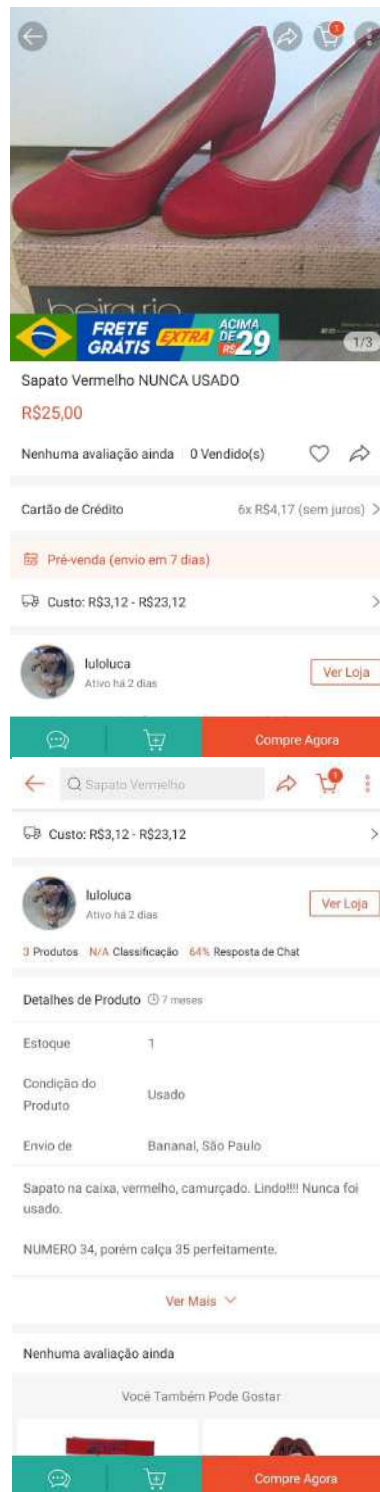 beira rio
FRETE GRÁTIS EXTRA ACIMA DE R$29
1/3
Sapato Vermelho NUNCA USADO
R$25,00
Nenhuma avaliação ainda 0 Vendido(s)
Cartão de Crédito 6x R$4,17 (sem juros)
Pré-venda (envio em 7 dias)
Custo: R$3,12 - R$23,12
luloluca
Ativo há 2 dias
Ver Loja
Compre Agora
Sapato Vermelho
Custo: R$3,12 - R$23,12
luloluca
Ativo há 2 dias
Ver Loja
3 Produtos N/A Classificação 64% Resposta de Chat
Detalhes de Produto 7 meses
Estoque 1
Condição do
Produto
Usado
Envio de Bananal, São Paulo
Sapato na caixa, vermelho, camurçado. Lindo!!!! Nunca foi
usado.
NUMERO 34, porém calça 35 perfeitamente.
Ver Mais
Nenhuma avaliação ainda
Você Também Pode Gostar
Compre Agora